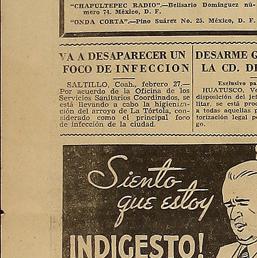 "CHAPULTEPEC RADIO".—Belisario Domínguez nú-
mero 74. México, D. F.
"ONDA CORTA".—Pino Suárez No. 25. México, D. F.
VA A DESAPARECER UN
FOCO DE INFECCION
SALTILLO, Coah., febrero 27.—
Por acuerdo de la Oficina de los
Servicios Sanitarios Coordinados, se
está llevando a cabo la higieniza-
ción del arroyo de La Tórtola, con-
siderado como el principal foco
de infección de la ciudad.
DESARME G
LA CD. D
Exclusivo pa
HUATUSCO, Ve
disposición del jef
litar, se está proc
a todas aquellas pe
torización legal po
go.
Siento
que estoy
INDIGESTO!